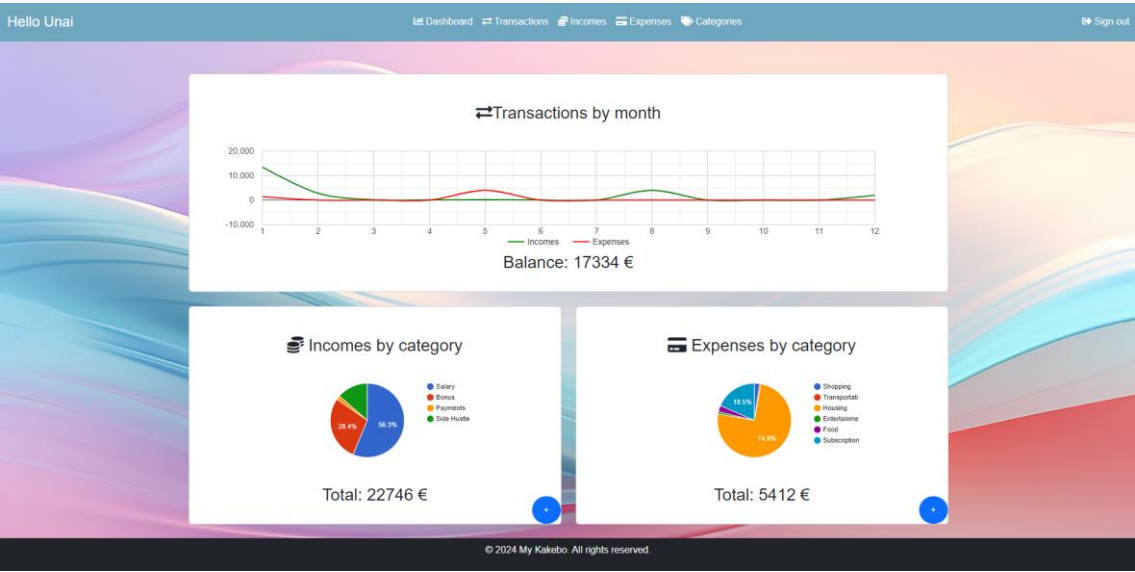 Hello Unai
Dashboard Transactions Incomes Expenses Categories
Sign out
Transactions by month
20,000
10,000
0
-10,000
1 2 3 4 5 6 7 8 9 10 11 12
Incomes Expenses
Balance: 17334 €
Incomes by category
Salary
Bonus
Payments
Side Hustle
28.4%
56.3%
Total: 22746 €
+
Expenses by category
Shopping
Transportati
Housing
Entertainme
Food
Subscription
18.5%
74.9%
Total: 5412 €
+
© 2024 My Kakebo. All rights reserved.